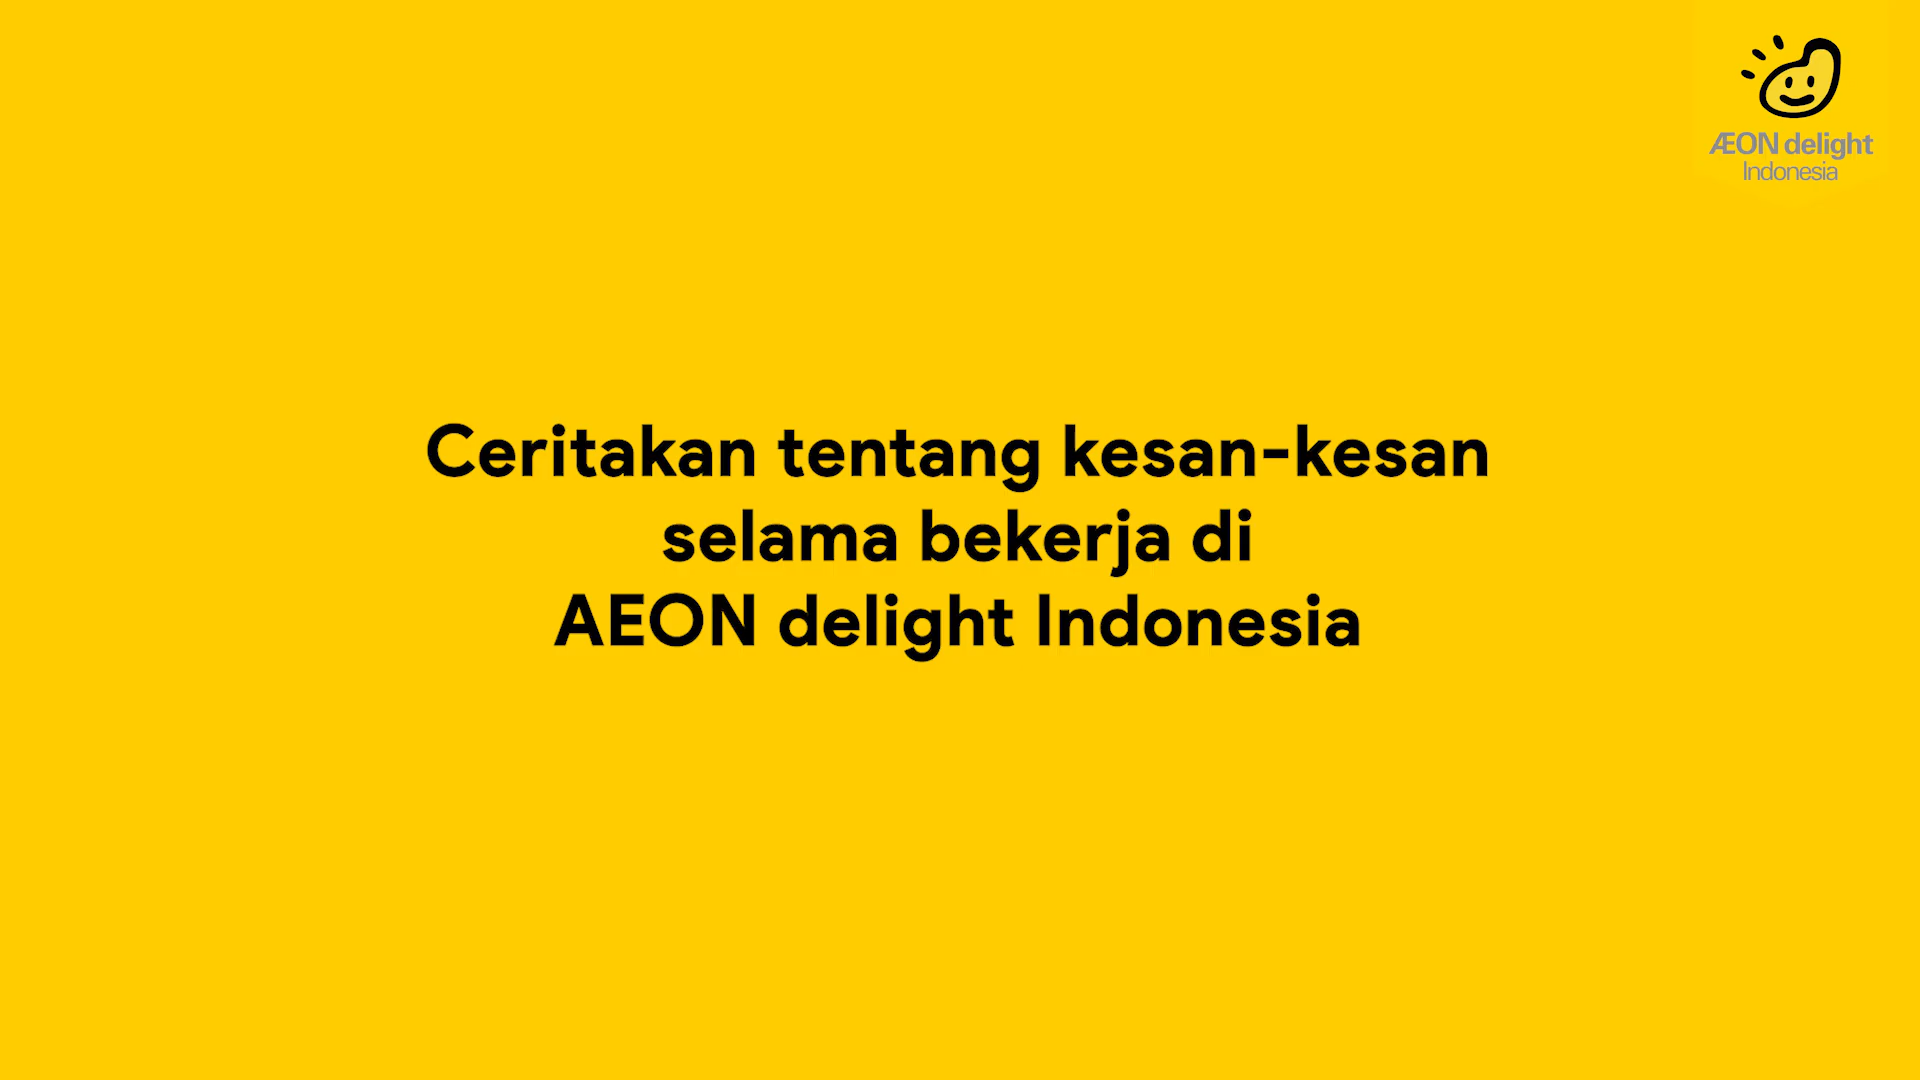 ÆON delight
Indonesia
Ceritakan tentang kesan-kesan
selama bekerja di
AEON delight Indonesia